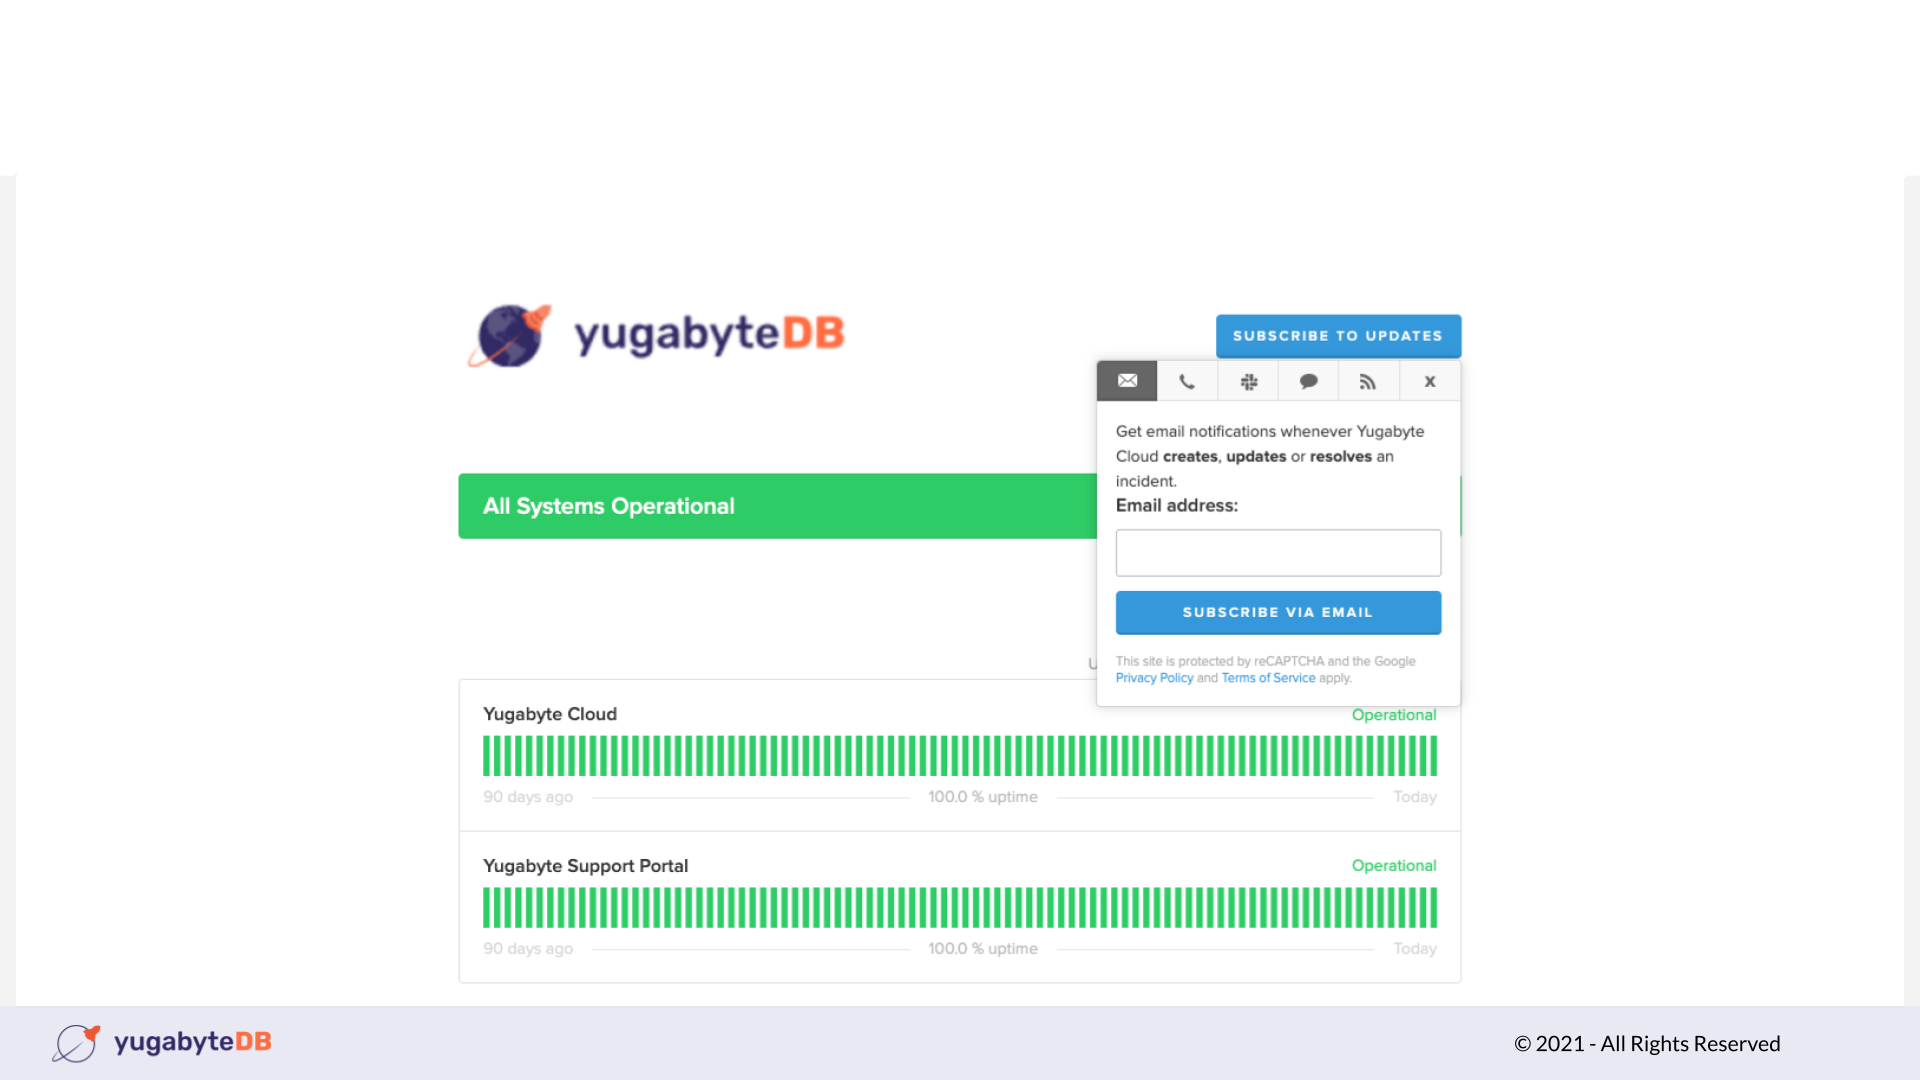 yugabyteDB
SUBSCRIBE TO UPDATES
x
Get email notifications whenever Yugabyte
Cloud creates, updates or resolves an
incident.
Email address:
All Systems Operational
SUBSCRIBE VIA EMAIL
This site is protected by reCAPTCHA and the Google
Privacy Policy and Terms of Service apply.
Yugabyte Cloud Operational
90 days ago 100.0 % uptime Today
Yugabyte Support Portal Operational
90 days ago 100.0 % uptime Today
yugabyteDB © 2021 - All Rights Reserved